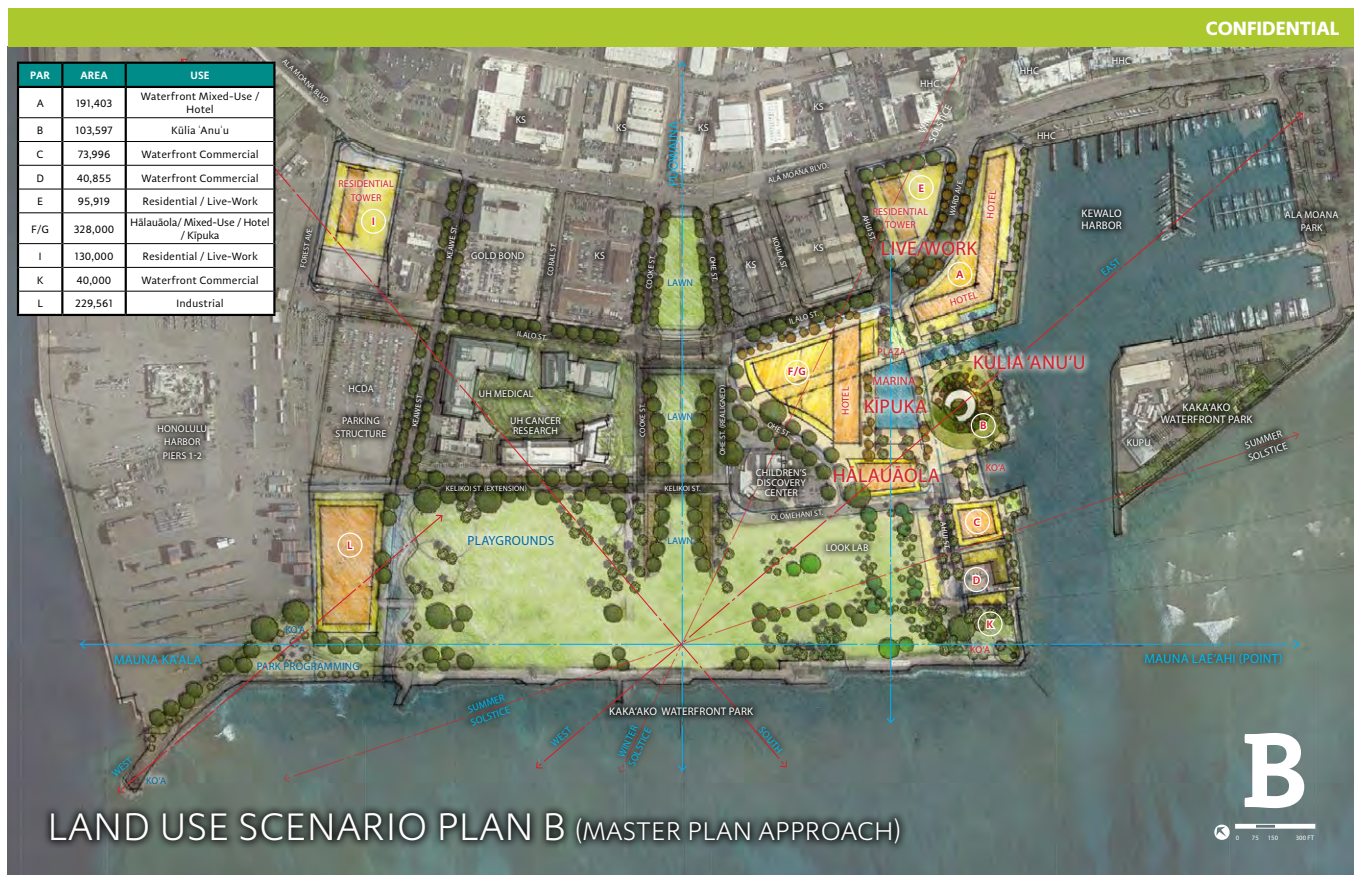 CONFIDENTIAL
PAR AREA USE
A 191,403 Waterfront Mixed-Use / Hotel
B 103,597 Kūlia ʻAnuʻu
C 73,996 Waterfront Commercial
D 40,855 Waterfront Commercial
E 95,919 Residential / Live-Work
F/G 328,000 Hālauāola/ Mixed-Use / Hotel / Kīpuka
I 130,000 Residential / Live-Work
K 40,000 Waterfront Commercial
L 229,561 Industrial
ALA MOANA BLVD
HHC
HHC
HHC
HHC
KS
KS
KS
KS
SOLSTICE
ALA MOANA BLVD.
RESIDENTIAL
TOWER
I
FOREST AVE.
KEAWE ST.
GOLD BOND
CORAL ST.
KS
COOKE ST.
LAWN
OHE ST.
KS
KOULA ST.
KS
AHUI ST.
E
RESIDENTIAL
TOWER
WARD AVE.
HOTEL
LIVE/WORK
A
HOTEL
KEWALO
HARBOR
ALA MOANA
PARK
EAST
ILALO ST.
ILALO ST.
PLAZA
F/G
HOTEL
MARINA
KĪPUKA
KŪLIA ʻANUʻU
B
HCDA
PARKING
STRUCTURE
KEAWE ST.
UH MEDICAL
UH CANCER
RESEARCH
COOKE ST.
LAWN
OHE ST. (REALIGNED)
OHE ST.
CHILDREN'S
DISCOVERY
CENTER
HĀLAUĀOLA
KO'A
KAKA'AKO
WATERFRONT PARK
KUPU
SUMMER
SOLSTICE
HONOLULU
HARBOR
PIERS 1-2
KELIKOI ST. (EXTENSION)
KELIKOI ST.
OLOMEHANI ST.
L
PLAYGROUNDS
LAWN
LOOK LAB
AHUI ST.
C
D
K
KO'A
KO'A
MAUNA KA'ALA
PARK PROGRAMMING
MAUNA LAE'AHI (POINT)
SUMMER
SOLSTICE
WEST
WINTER
SOLSTICE
SOUTH
KAKA'AKO WATERFRONT PARK
WEST
KO'A
B
0 75 150 300 FT
LAND USE SCENARIO PLAN B (MASTER PLAN APPROACH)